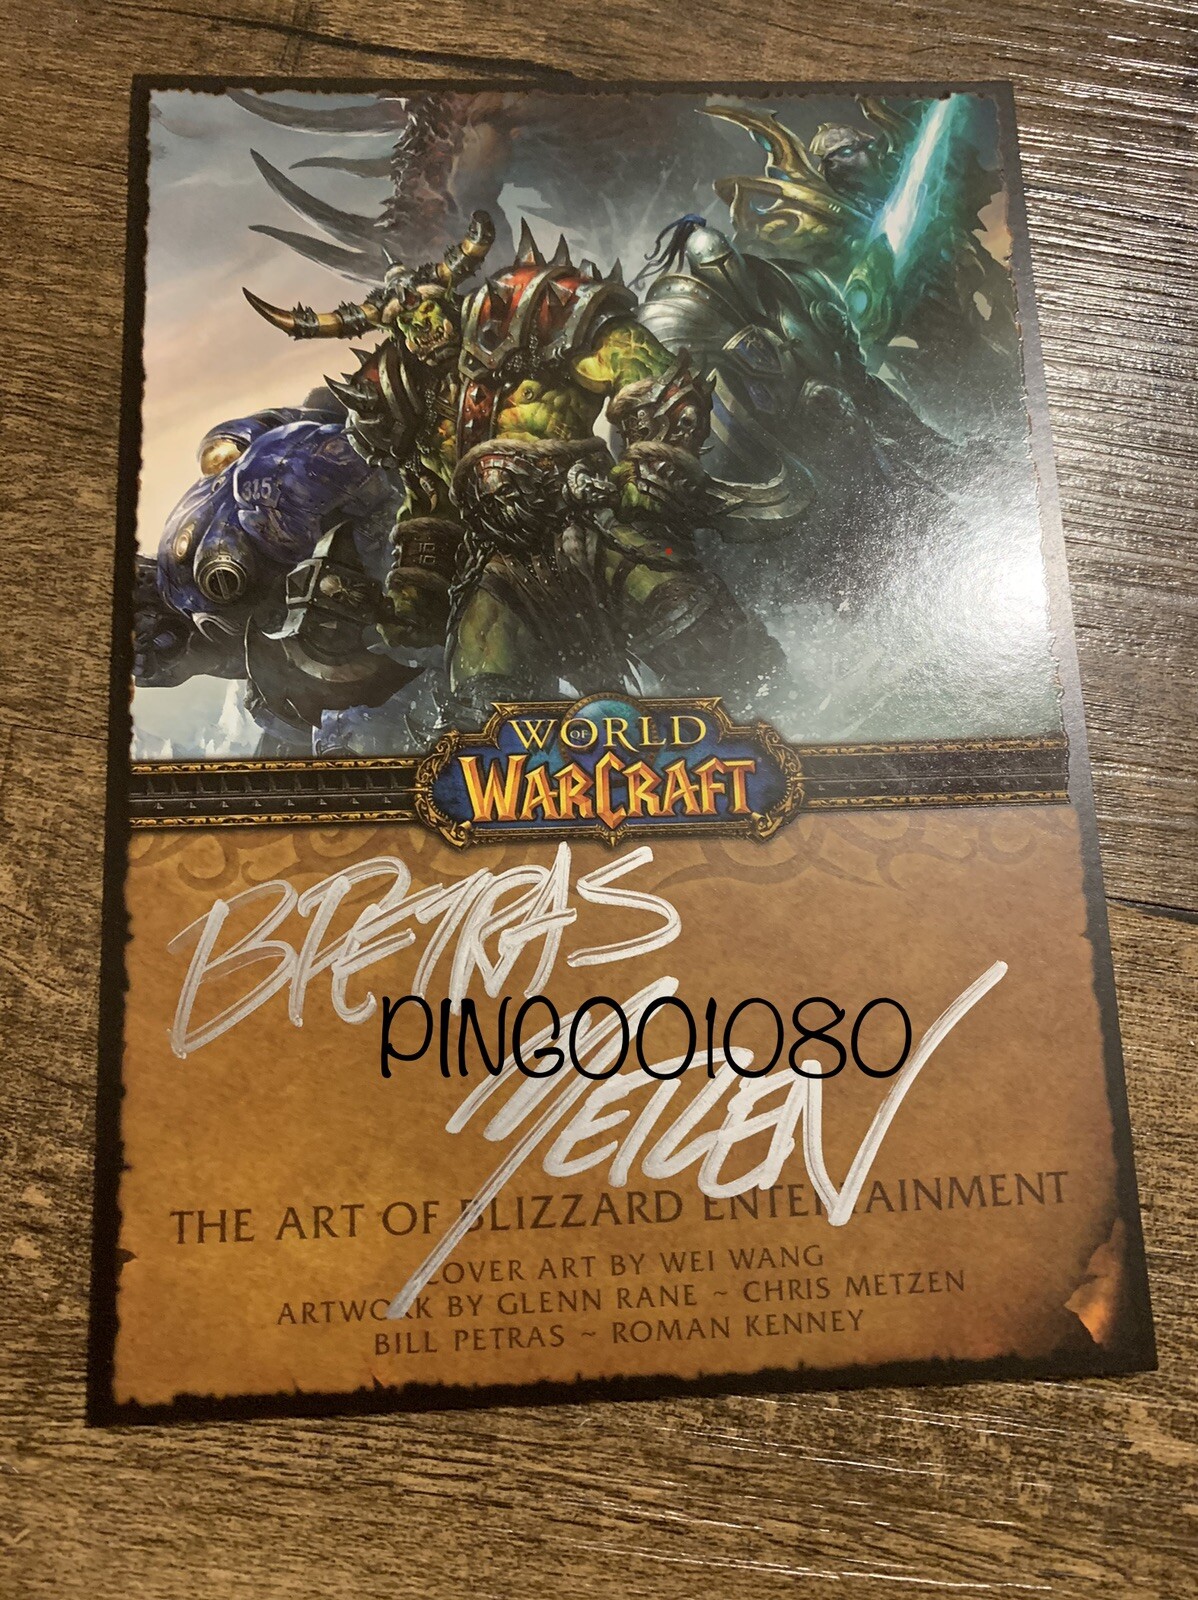 315
WORLD
OF
WARCRAFT
BPETRAS
PINGOO1080
METZEN
THE ART OF BLIZZARD ENTERTAINMENT
COVER ART BY WEI WANG
ARTWORK BY GLENN RANE ~ CHRIS METZEN
BILL PETRAS ~ ROMAN KENNEY